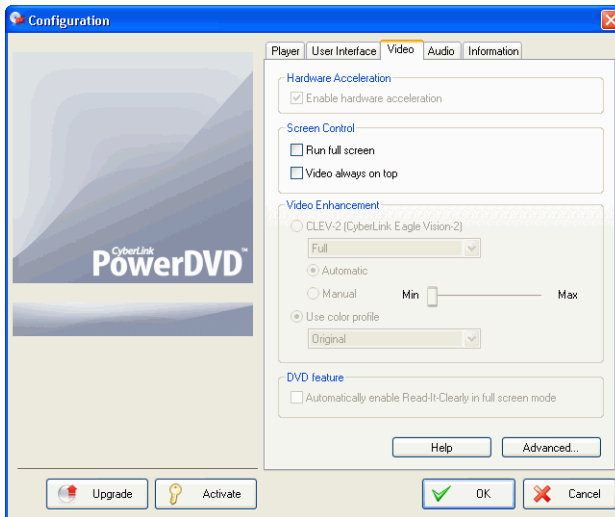 Configuration
Player User Interface Video Audio Information
Hardware Acceleration
Enable hardware acceleration
Screen Control
Run full screen
Video always on top
Video Enhancement
CLEV-2 (CyberLink Eagle Vision-2)
Full
Automatic
Manual Min Max
Use color profile
Original
DVD feature
Automatically enable Read-It-Clearly in full screen mode
Help Advanced...
CyberLink
PowerDVD™
Upgrade Activate OK Cancel